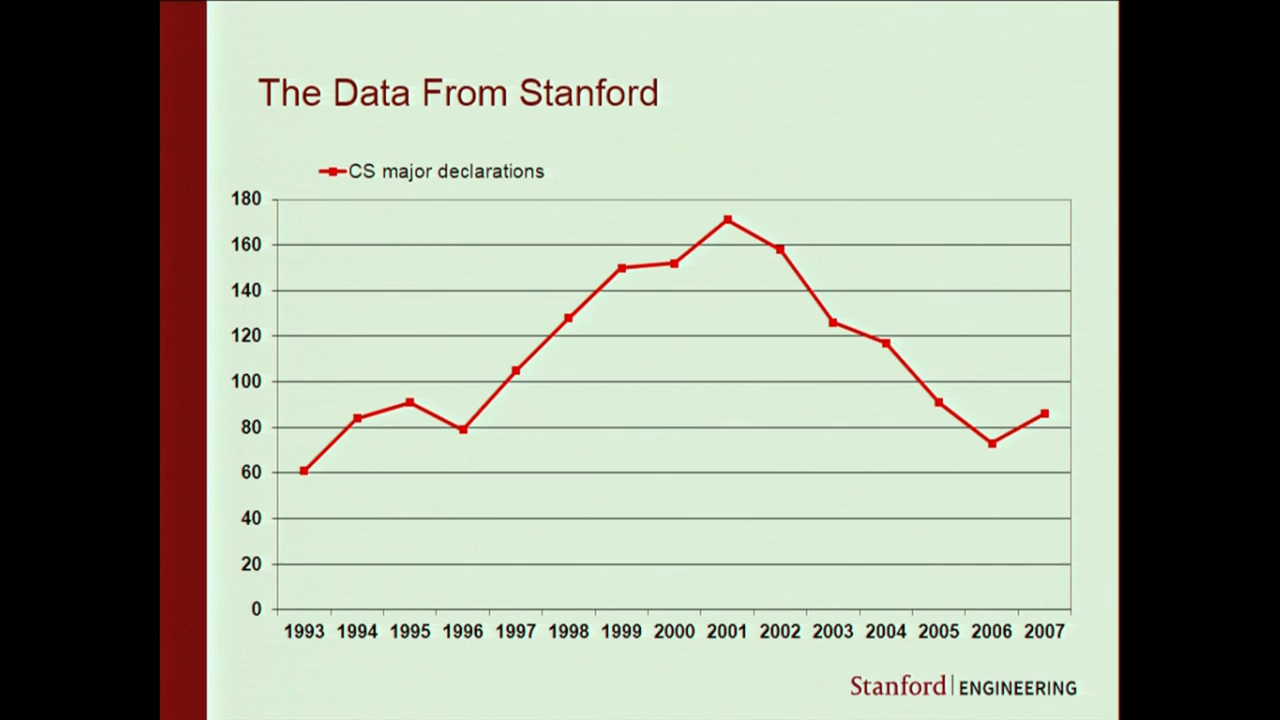 The Data From Stanford
CS major declarations
180
160
140
120
100
80
60
40
20
0
1993 1994 1995 1996 1997 1998 1999 2000 2001 2002 2003 2004 2005 2006 2007
Stanford | ENGINEERING